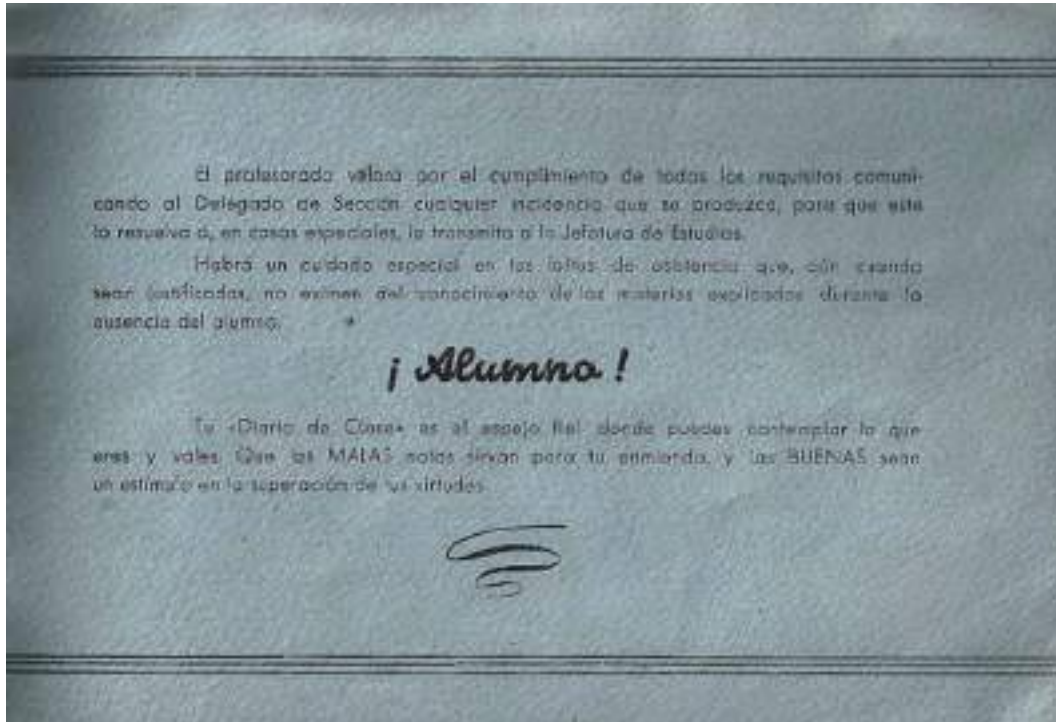 El profesorado velará por el cumplimiento de todos los requisitos comuni-
cando al Delegado de Sección cualquier incidencia que se produzca, para que este
la resuelva o, en casos especiales, la transmita a la Jefatura de Estudios.
Habrá un cuidado especial en las faltas de asistencia que, aún cuando
sean justificadas, no eximen del conocimiento de las materias explicadas durante la
ausencia del alumno.
¡ Alumno !
Tu «Diario de Clase» es el espejo fiel donde puedes contemplar lo que
eres y vales. Que las MALAS notas sirvan para tu enmienda, y las BUENAS sean
un estímulo en la superación de tus virtudes.